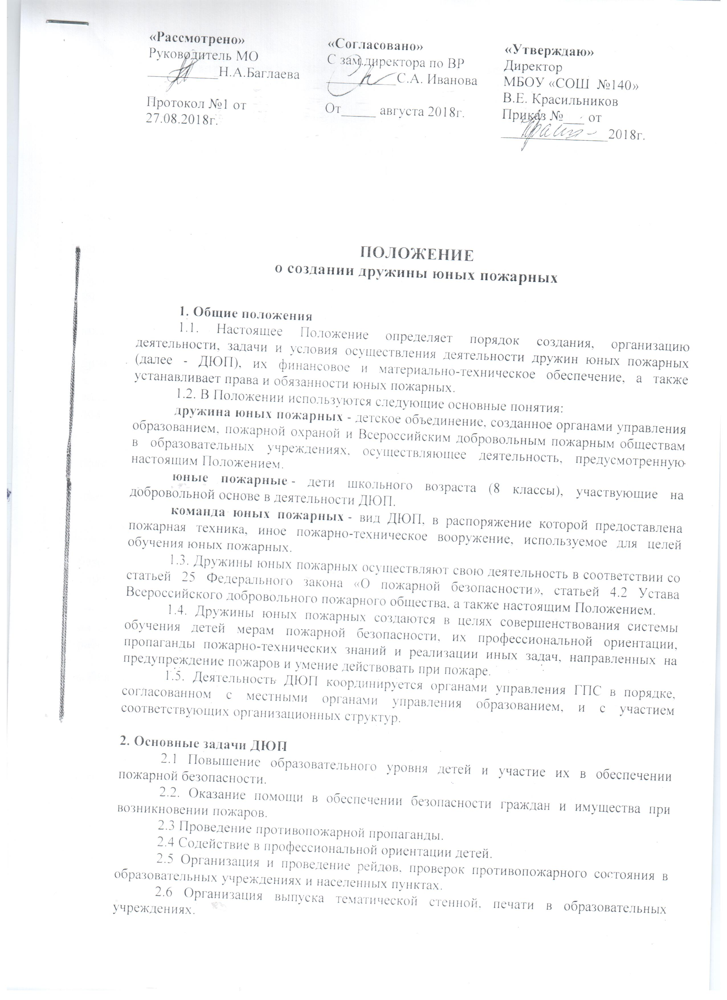 «Рассмотрено»
Руководитель МО
__________Н.А.Баглаева
Протокол №1 от
27.08.2018г.
«Согласовано»
С зам.директора по ВР
__________С.А. Иванова
От_____ августа 2018г.
«Утверждаю»
Директор
МБОУ «СОШ №140»
В.Е. Красильников
Приказ №___ от
_______________2018г.
ПОЛОЖЕНИЕ
о создании дружины юных пожарных
1. Общие положения
1.1. Настоящее Положение определяет порядок создания, организацию
деятельности, задачи и условия осуществления деятельности дружин юных пожарных
(далее - ДЮП), их финансовое и материально-техническое обеспечение, а также
устанавливает права и обязанности юных пожарных.
1.2. В Положении используются следующие основные понятия:
дружина юных пожарных - детское объединение, созданное органами управления
образованием, пожарной охраной и Всероссийским добровольным пожарным обществам
в образовательных учреждениях, осуществляющее деятельность, предусмотренную
настоящим Положением.
юные пожарные - дети школьного возраста (8 классы), участвующие на
добровольной основе в деятельности ДЮП.
команда юных пожарных - вид ДЮП, в распоряжение которой предоставлена
пожарная техника, иное пожарно-техническое вооружение, используемое для целей
обучения юных пожарных.
1.3. Дружины юных пожарных осуществляют свою деятельность в соответствии со
статьей 25 Федерального закона «О пожарной безопасности», статьей 4.2 Устава
Всероссийского добровольного пожарного общества, а также настоящим Положением.
1.4. Дружины юных пожарных создаются в целях совершенствования системы
обучения детей мерам пожарной безопасности, их профессиональной ориентации,
пропаганды пожарно-технических знаний и реализации иных задач, направленных на
предупреждение пожаров и умение действовать при пожаре.
1.5. Деятельность ДЮП координируется органами управления ГПС в порядке,
согласованном с местными органами управления образованием, и с участием
соответствующих организационных структур.
2. Основные задачи ДЮП
2.1 Повышение образовательного уровня детей и участие их в обеспечении
пожарной безопасности.
2.2. Оказание помощи в обеспечении безопасности граждан и имущества при
возникновении пожаров.
2.3 Проведение противопожарной пропаганды.
2.4 Содействие в профессиональной ориентации детей.
2.5 Организация и проведение рейдов, проверок противопожарного состояния в
образовательных учреждениях и населенных пунктах.
2.6 Организация выпуска тематической стенной. печати в образовательных
учреждениях.